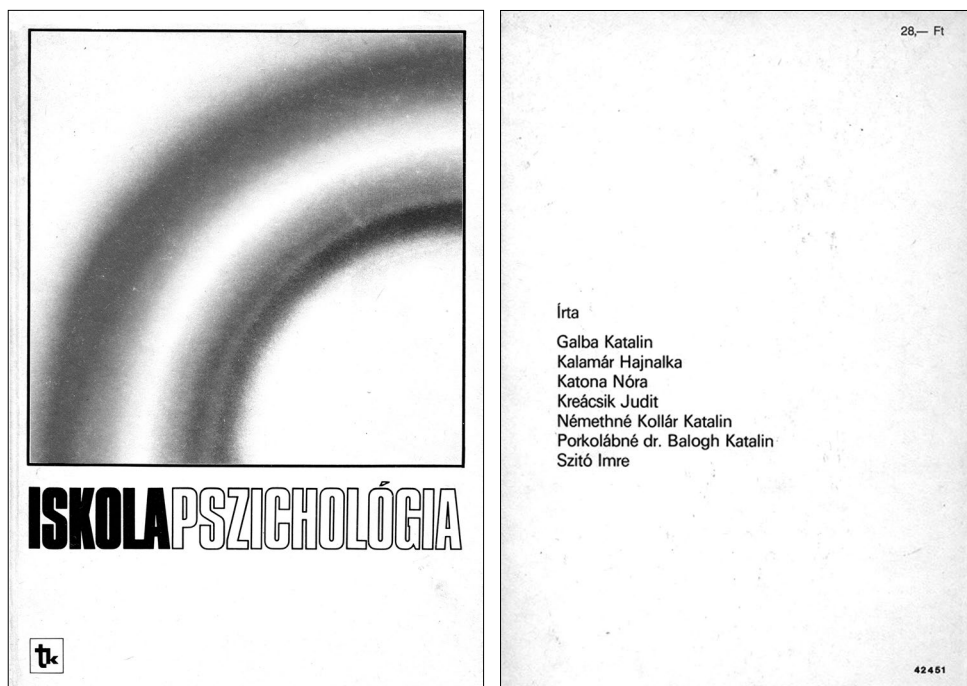 ISKOLAPSZICHOLÓGIA
tk
28,— Ft
Írta
Galba Katalin
Kalamár Hajnalka
Katona Nóra
Kreácsik Judit
Némethné Kollár Katalin
Porkolábné dr. Balogh Katalin
Szitó Imre
42451